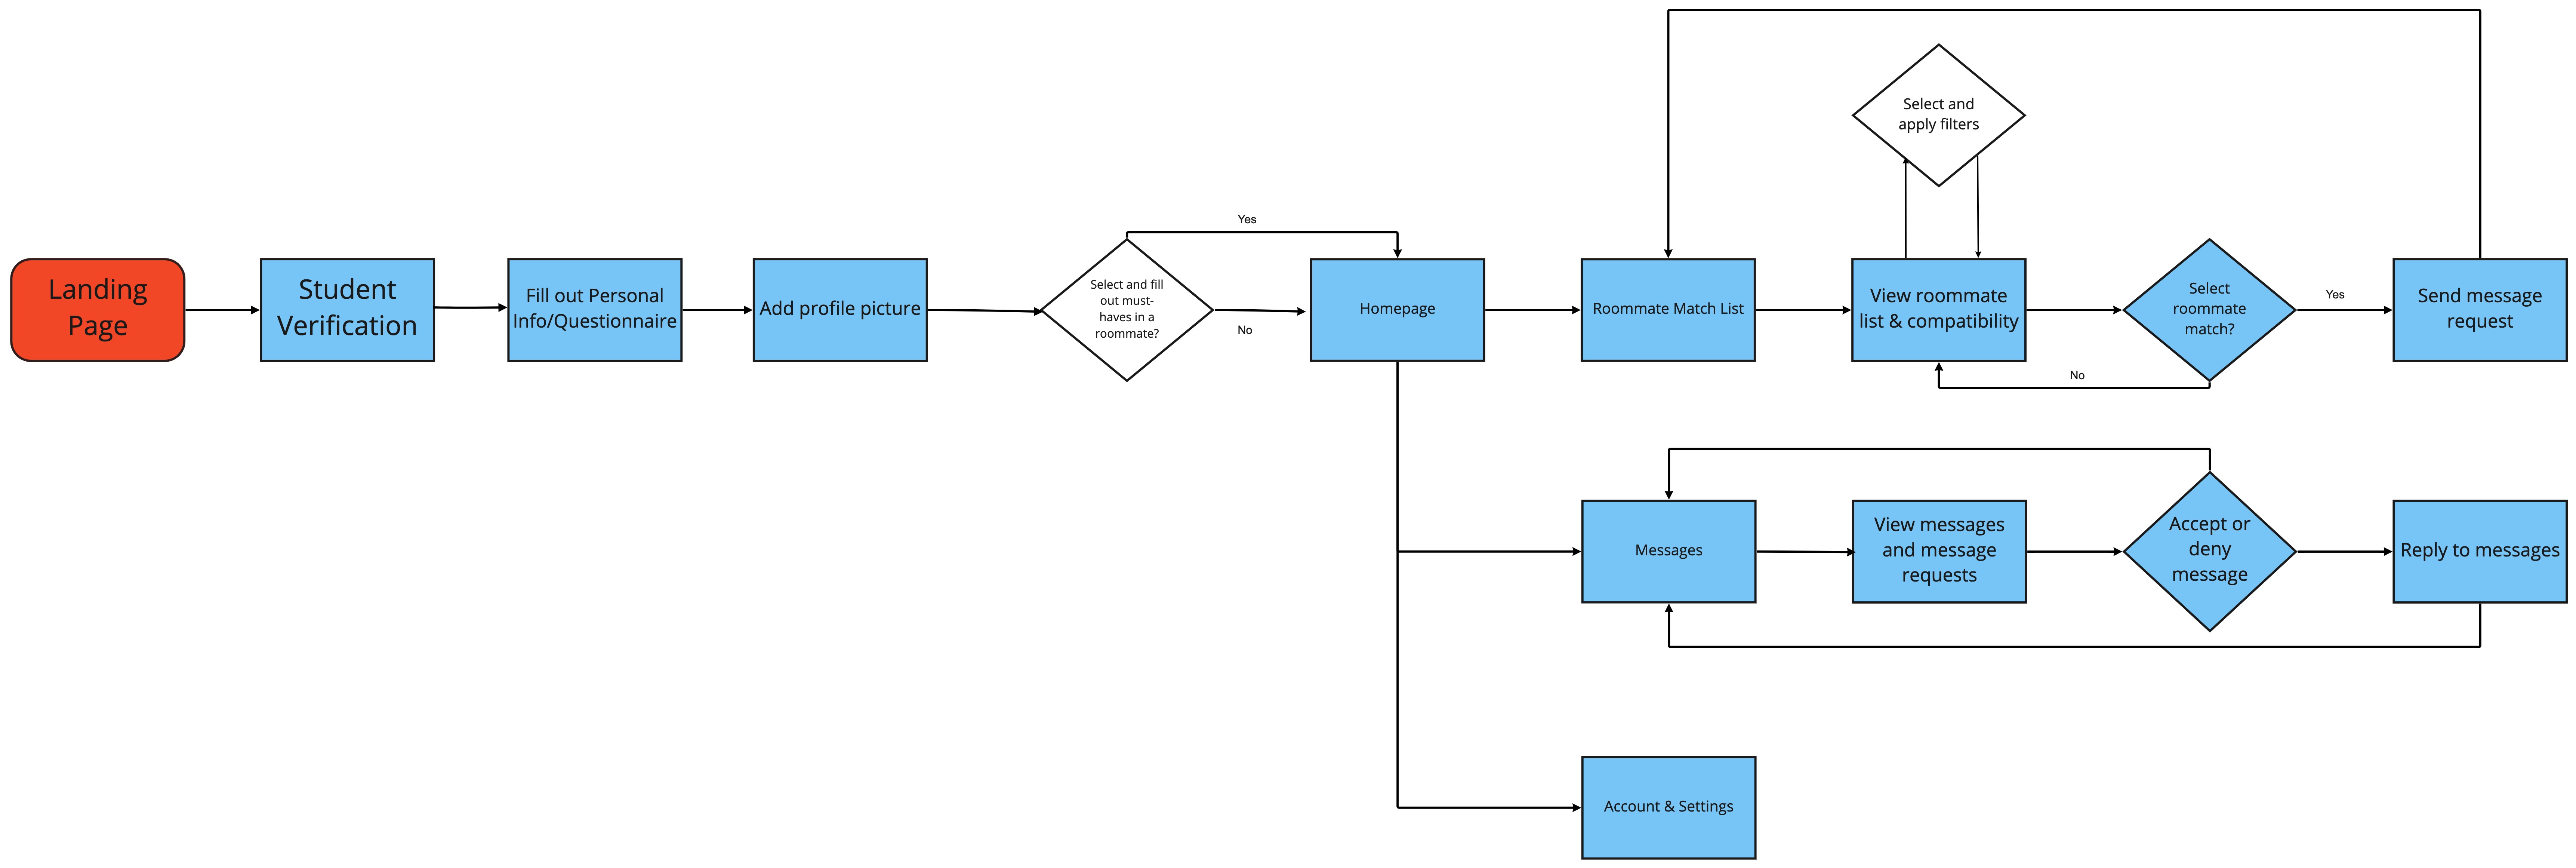 Landing
Page
Student
Verification
Fill out Personal
Info/Questionnaire
Add profile picture
Select and fill
out must-
haves in a
roommate?
Yes
No
Homepage
Roommate Match List
View roommate
list & compatibility
Select and
apply filters
Select
roommate
match?
Yes
No
Send message
request
Messages
View messages
and message
requests
Accept or
deny
message
Reply to messages
Account & Settings